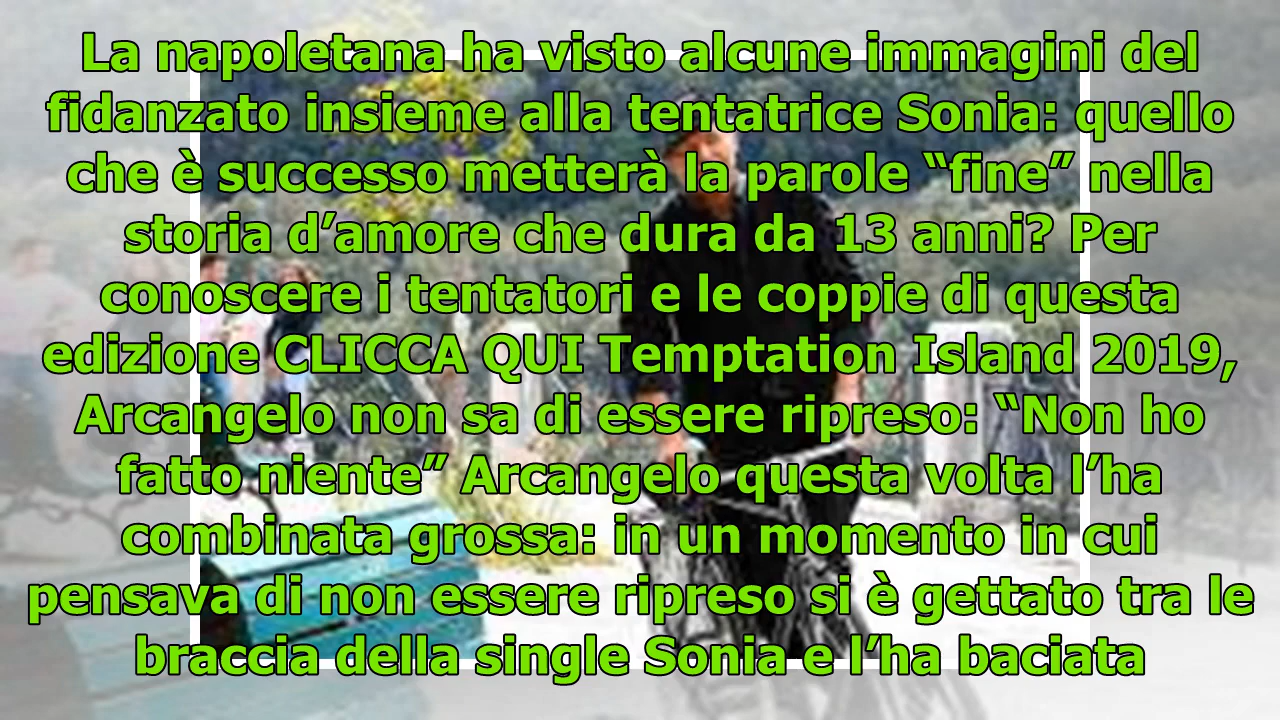 La napoletana ha visto alcune immagini del
fidanzato insieme alla tentatrice Sonia: quello
che è successo metterà la parole “fine” nella
storia d’amore che dura da 13 anni? Per
conoscere i tentatori e le coppie di questa
edizione CLICCA QUI Temptation Island 2019,
Arcangelo non sa di essere ripreso: “Non ho
fatto niente” Arcangelo questa volta l’ha
combinata grossa: in un momento in cui
pensava di non essere ripreso si è gettato tra le
braccia della single Sonia e l’ha baciata